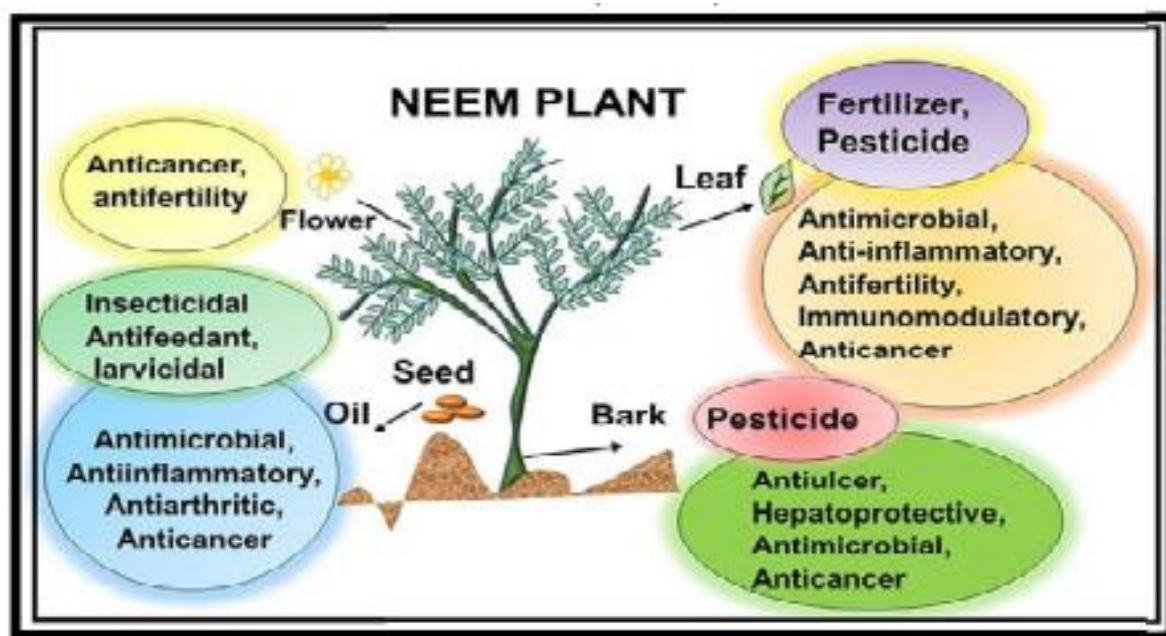 NEEM PLANT
Anticancer,
antifertility
Flower
Insecticidal
Antifeedant,
larvicidal
Seed
Oil
Antimicrobial,
Antiinflammatory,
Antiarthritic,
Anticancer
Leaf
Fertilizer,
Pesticide
Antimicrobial,
Anti-inflammatory,
Antifertility,
Immunomodulatory,
Anticancer
Bark
Pesticide
Antiulcer,
Hepatoprotective,
Antimicrobial,
Anticancer